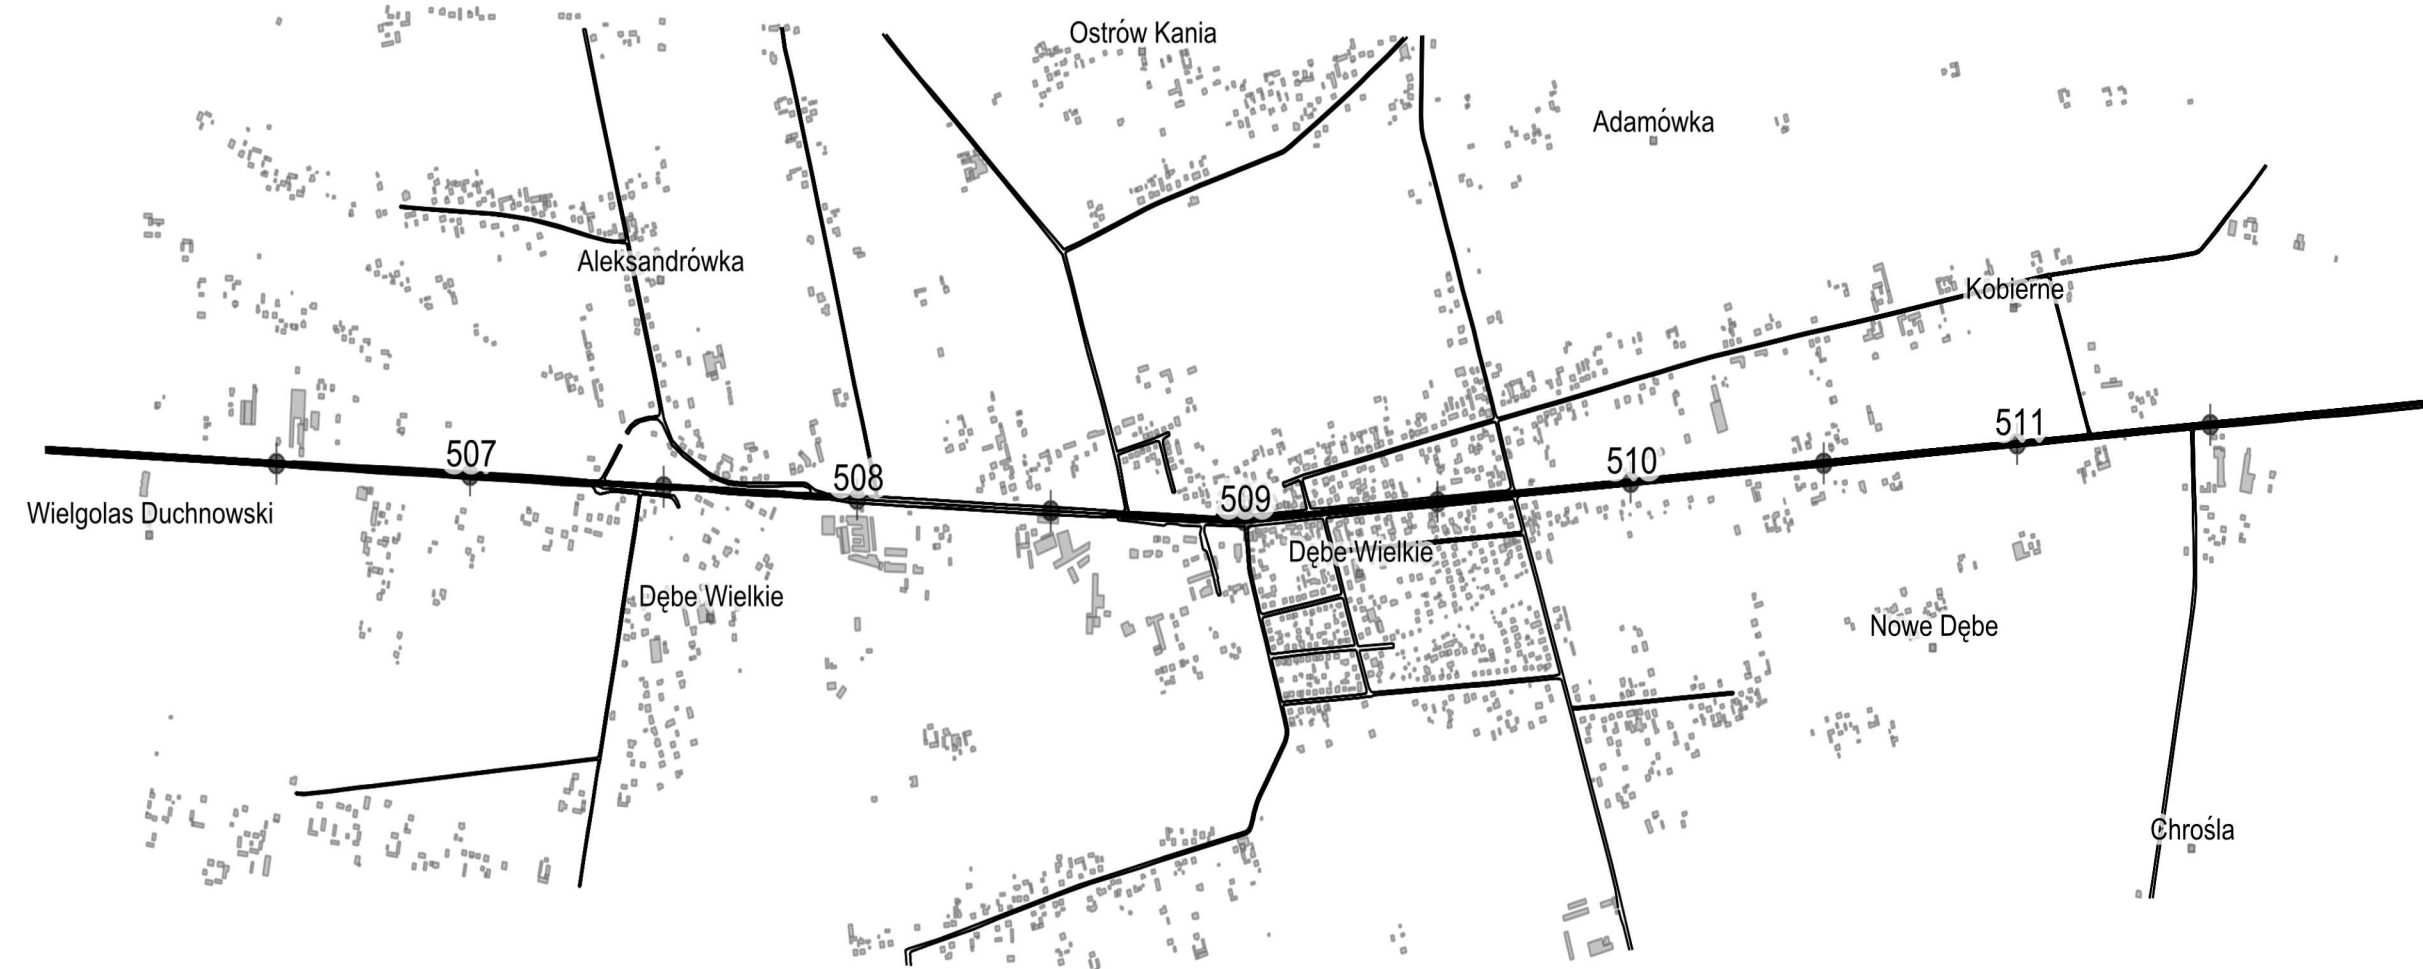 Ostrów Kania
Adamówka
Aleksandrówka
Kobierne
511
507
510
508
509
Wielgolas Duchnowski
Dębe Wielkie
Dębe Wielkie
Nowe Dębe
Chrośla